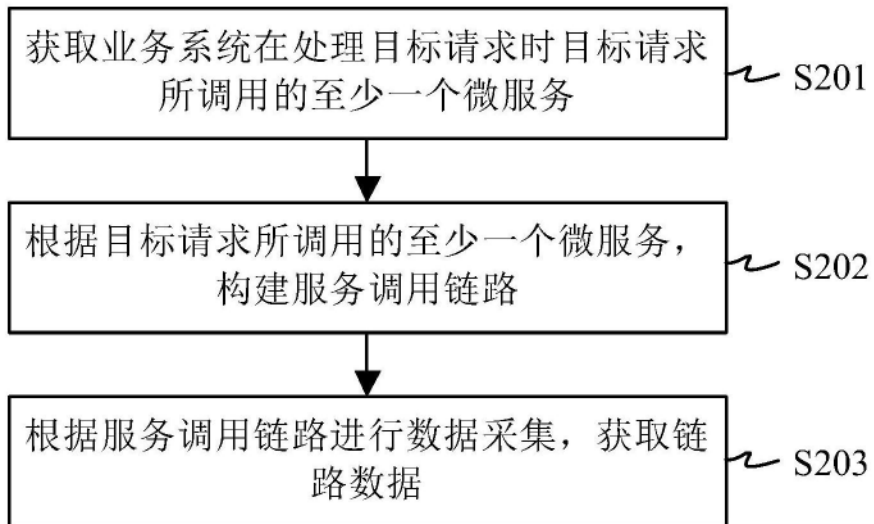 获取业务系统在处理目标请求时目标请求
所调用的至少一个微服务
S201
根据目标请求所调用的至少一个微服务，
构建服务调用链路
S202
根据服务调用链路进行数据采集，获取链
路数据
S203